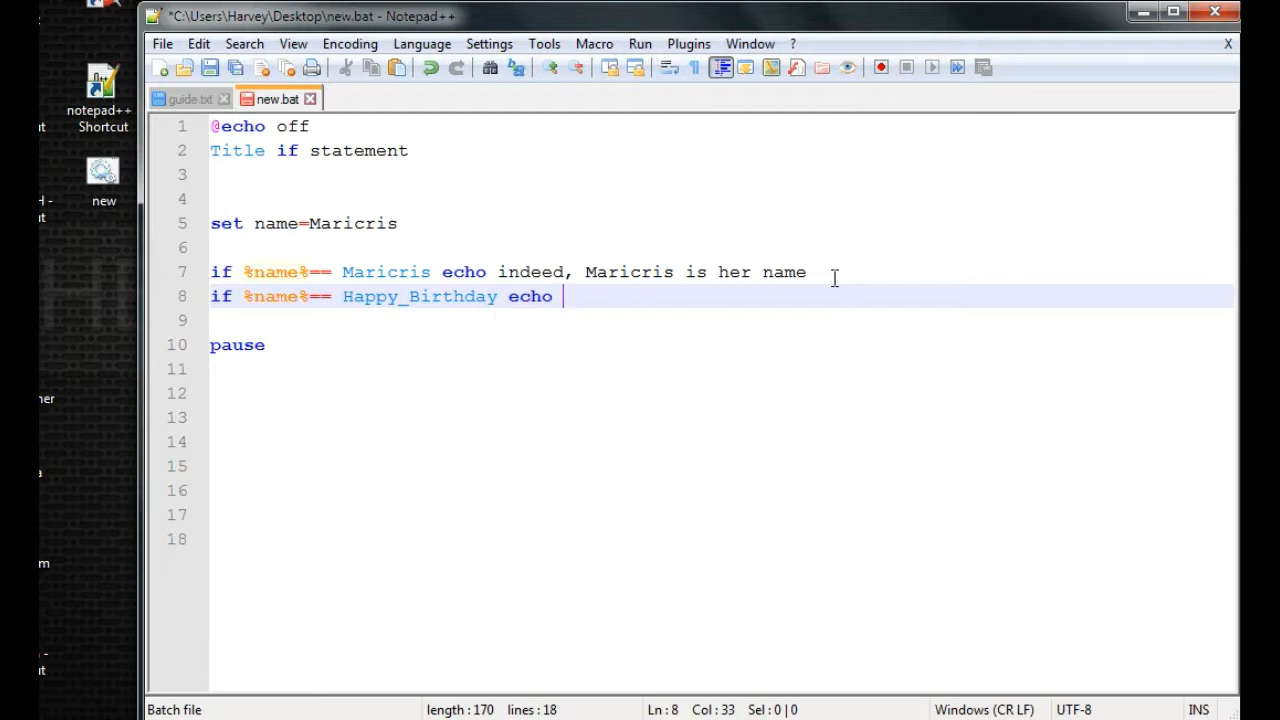 *C:\Users\Harvey\Desktop\new.bat - Notepad++
File Edit Search View Encoding Language Settings Tools Macro Run Plugins Window ? X
guide.txt new.bat
notepad++
Shortcut
new
H -
ut
ut
her
a
m
-
ut
1 @echo off
2 Title if statement
3
4
5 set name=Maricris
6
7 if %name%== Maricris echo indeed, Maricris is her name
8 if %name%== Happy_Birthday echo
9
10 pause
11
12
13
14
15
16
17
18
Batch file length : 170 lines : 18 Ln : 8 Col : 33 Sel : 0 | 0 Windows (CR LF) UTF-8 INS